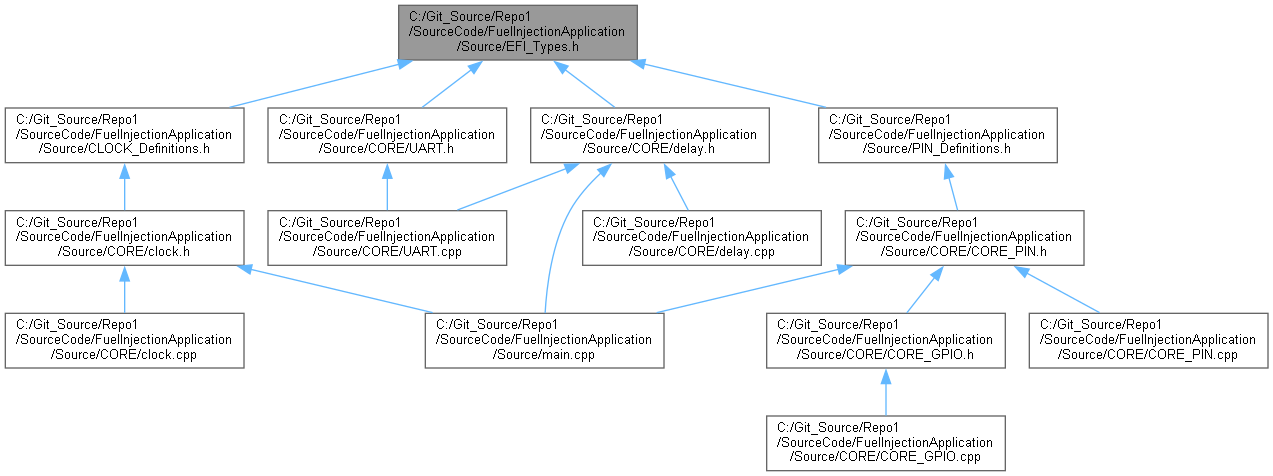 C:/Git_Source/Repo1
/SourceCode/FuelInjectionApplication
/Source/EFI_Types.h
C:/Git_Source/Repo1
/SourceCode/FuelInjectionApplication
/Source/CLOCK_Definitions.h
C:/Git_Source/Repo1
/SourceCode/FuelInjectionApplication
/Source/CORE/UART.h
C:/Git_Source/Repo1
/SourceCode/FuelInjectionApplication
/Source/CORE/delay.h
C:/Git_Source/Repo1
/SourceCode/FuelInjectionApplication
/Source/PIN_Definitions.h
C:/Git_Source/Repo1
/SourceCode/FuelInjectionApplication
/Source/CORE/clock.h
C:/Git_Source/Repo1
/SourceCode/FuelInjectionApplication
/Source/CORE/UART.cpp
C:/Git_Source/Repo1
/SourceCode/FuelInjectionApplication
/Source/CORE/delay.cpp
C:/Git_Source/Repo1
/SourceCode/FuelInjectionApplication
/Source/CORE/CORE_PIN.h
C:/Git_Source/Repo1
/SourceCode/FuelInjectionApplication
/Source/CORE/clock.cpp
C:/Git_Source/Repo1
/SourceCode/FuelInjectionApplication
/Source/main.cpp
C:/Git_Source/Repo1
/SourceCode/FuelInjectionApplication
/Source/CORE/CORE_GPIO.h
C:/Git_Source/Repo1
/SourceCode/FuelInjectionApplication
/Source/CORE/CORE_PIN.cpp
C:/Git_Source/Repo1
/SourceCode/FuelInjectionApplication
/Source/CORE/CORE_GPIO.cpp